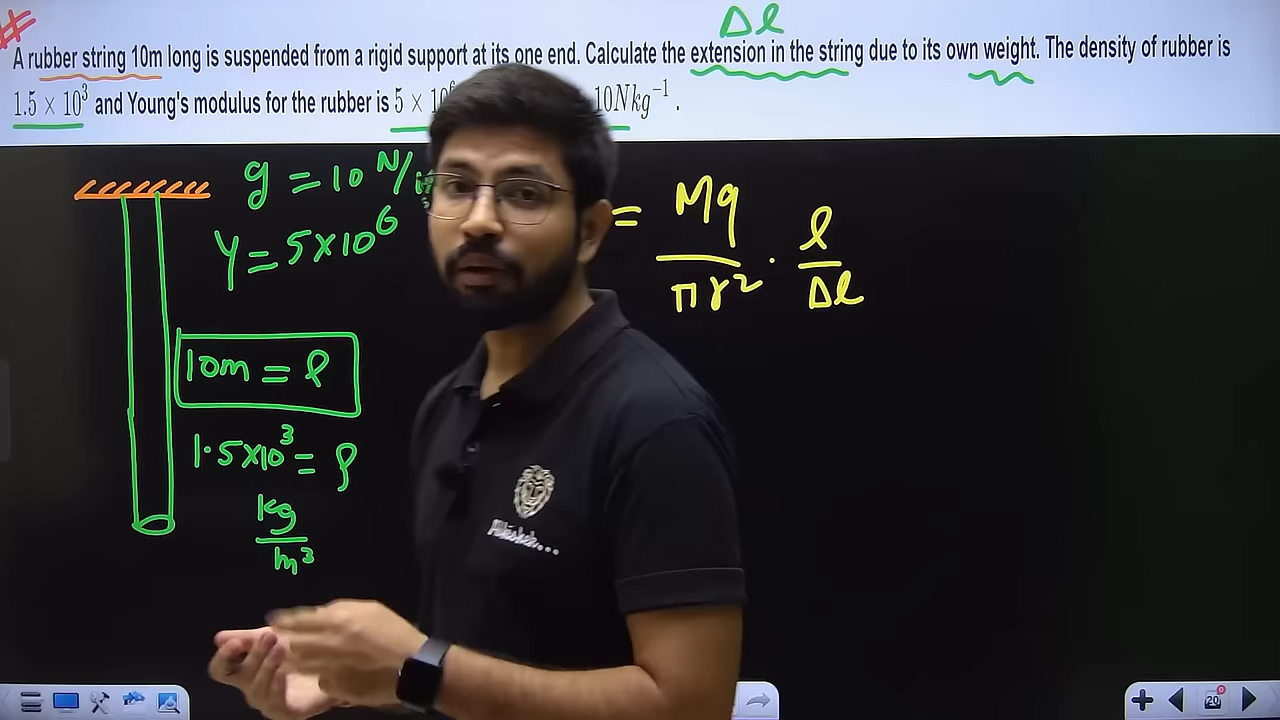 Δl
A rubber string 10m long is suspended from a rigid support at its one end. Calculate the extension in the string due to its own weight. The density of rubber is
1.5 × 10³ and Young's modulus for the rubber is 5 × 10⁶ 10Nkg⁻¹ .
g = 10 N/
Y = 5×10⁶
= Mg/πr² · l/Δl
10m = l
1.5×10³ = ρ
kg/m³
20